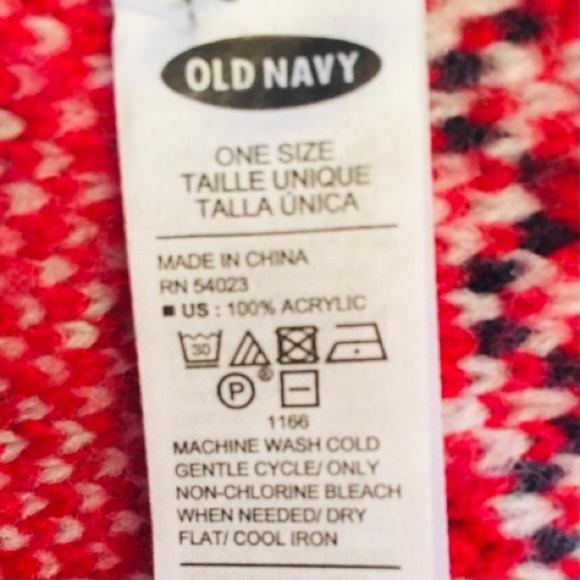 OLD NAVY
ONE SIZE
TAILLE UNIQUE
TALLA ÚNICA
MADE IN CHINA
RN 54023
■ US : 100% ACRYLIC
30
P ®
1166
MACHINE WASH COLD
GENTLE CYCLE/ ONLY
NON-CHLORINE BLEACH
WHEN NEEDED/ DRY
FLAT/ COOL IRON